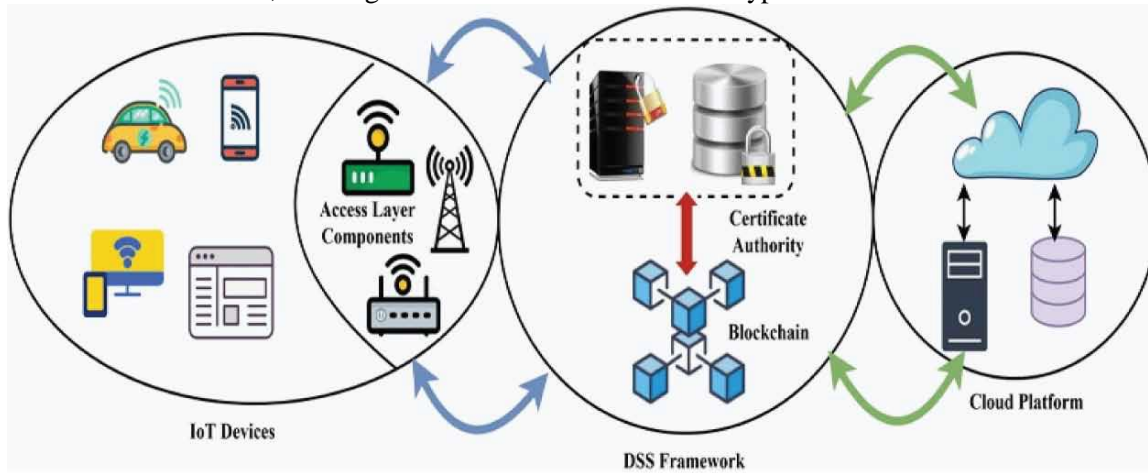 Access Layer
Components
Certificate
Authority
Blockchain
Cloud Platform
IoT Devices
DSS Framework